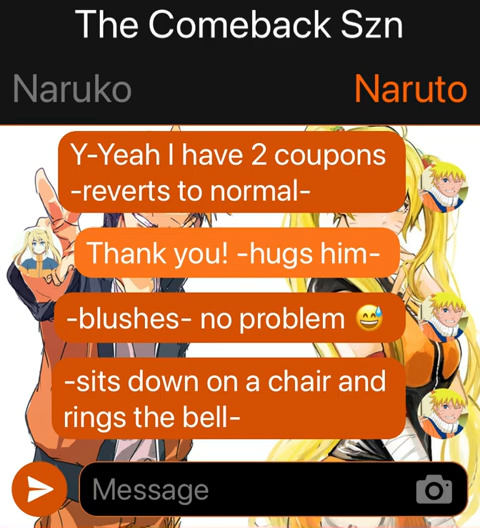 The Comeback Szn
Naruko
Naruto
Y-Yeah I have 2 coupons
-reverts to normal-
Thank you! -hugs him-
-blushes- no problem 😅
-sits down on a chair and
rings the bell-
Message